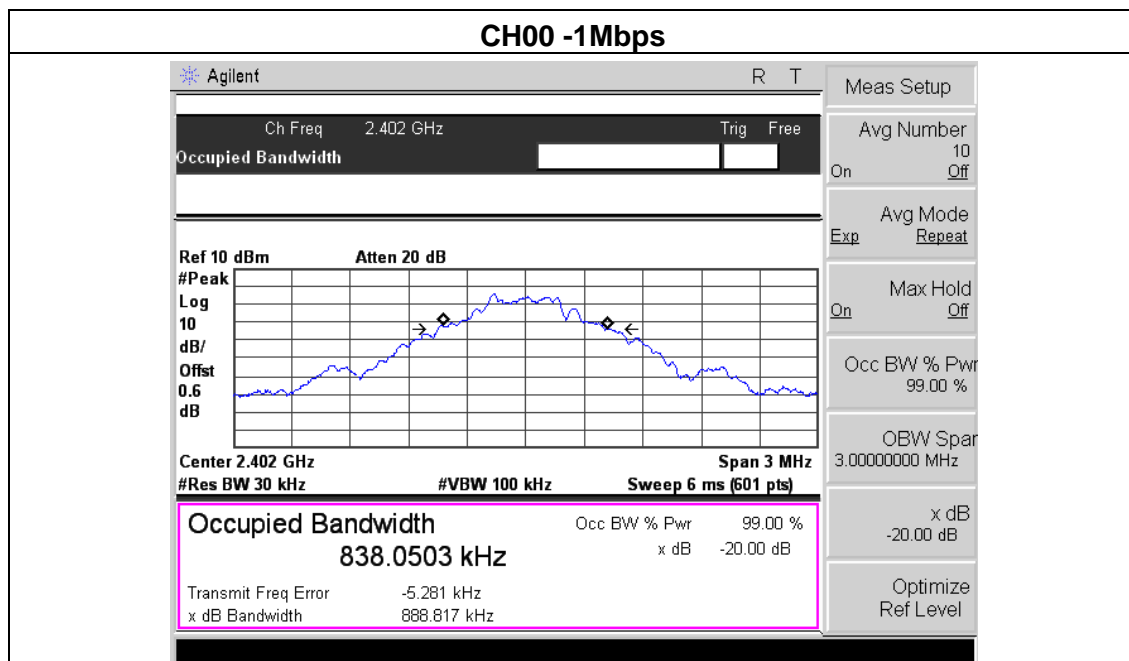 CH00 -1Mbps
Agilent R T
Ch Freq 2.402 GHz Trig Free
Occupied Bandwidth
Ref 10 dBm Atten 20 dB
#Peak
Log
10
dB/
Offst
0.6
dB
Center 2.402 GHz Span 3 MHz
#Res BW 30 kHz #VBW 100 kHz Sweep 6 ms (601 pts)
Occupied Bandwidth Occ BW % Pwr 99.00 %
838.0503 kHz x dB -20.00 dB
Transmit Freq Error -5.281 kHz
x dB Bandwidth 888.817 kHz
Meas Setup
Avg Number
10
On Off
Avg Mode
Exp Repeat
Max Hold
On Off
Occ BW % Pwr
99.00 %
OBW Span
3.00000000 MHz
x dB
-20.00 dB
Optimize
Ref Level